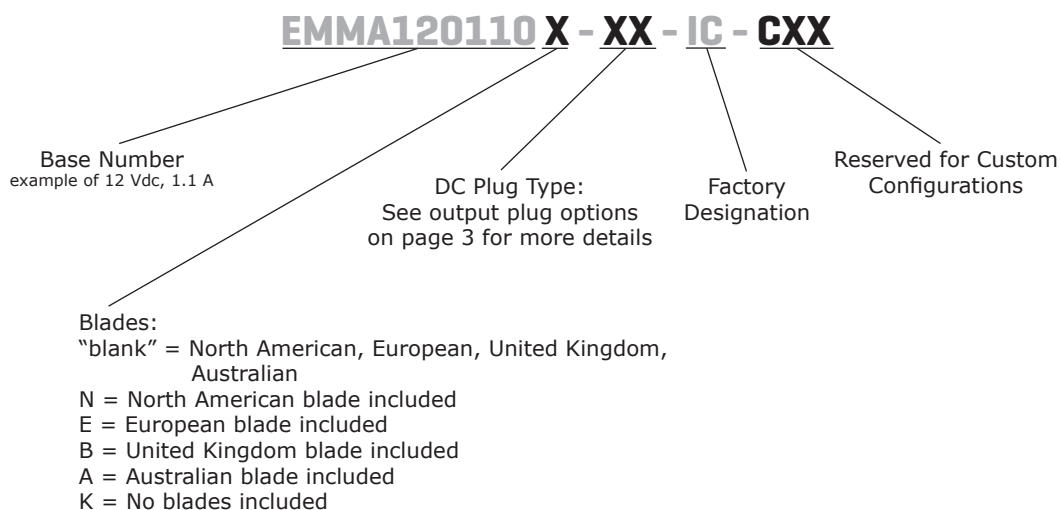 EMMA120110 X - XX - IC - CXX
Base Number
example of 12 Vdc, 1.1 A
DC Plug Type:
See output plug options
on page 3 for more details
Factory
Designation
Reserved for Custom
Configurations
Blades:
“blank” = North American, European, United Kingdom,
Australian
N = North American blade included
E = European blade included
B = United Kingdom blade included
A = Australian blade included
K = No blades included